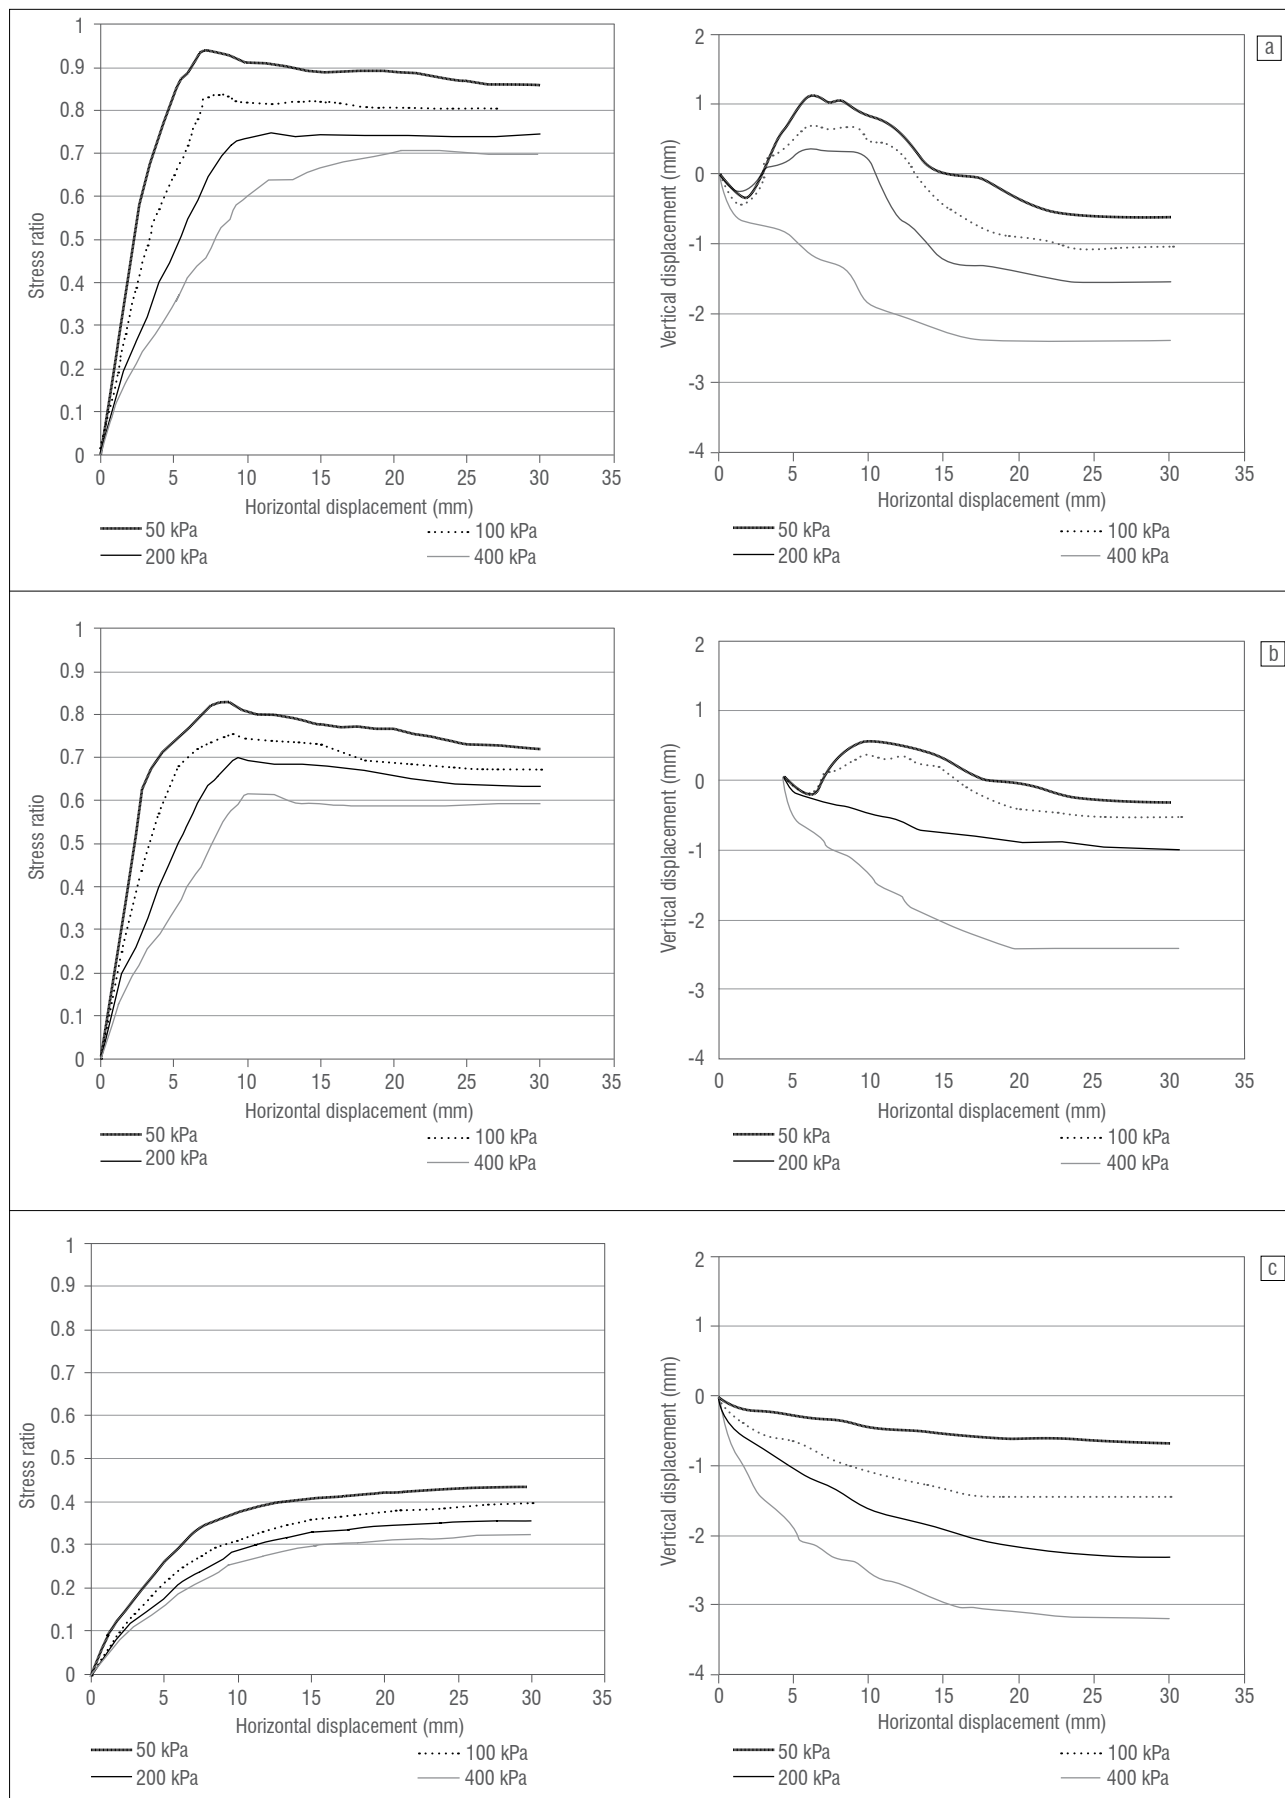 1
0.9
0.8
0.7
0.6
0.5
0.4
0.3
0.2
0.1
0
Stress ratio
0 5 10 15 20 25 30 35
Horizontal displacement (mm)
50 kPa 100 kPa
200 kPa 400 kPa
a
2
1
0
-1
-2
-3
-4
Vertical displacement (mm)
0 5 10 15 20 25 30 35
Horizontal displacement (mm)
50 kPa 100 kPa
200 kPa 400 kPa
1
0.9
0.8
0.7
0.6
0.5
0.4
0.3
0.2
0.1
0
Stress ratio
0 5 10 15 20 25 30 35
Horizontal displacement (mm)
50 kPa 100 kPa
200 kPa 400 kPa
b
2
1
0
-1
-2
-3
-4
Vertical displacement (mm)
0 5 10 15 20 25 30 35
Horizontal displacement (mm)
50 kPa 100 kPa
200 kPa 400 kPa
1
0.9
0.8
0.7
0.6
0.5
0.4
0.3
0.2
0.1
0
Stress ratio
0 5 10 15 20 25 30 35
Horizontal displacement (mm)
50 kPa 100 kPa
200 kPa 400 kPa
c
2
1
0
-1
-2
-3
-4
Vertical displacement (mm)
0 5 10 15 20 25 30 35
Horizontal displacement (mm)
50 kPa 100 kPa
200 kPa 400 kPa